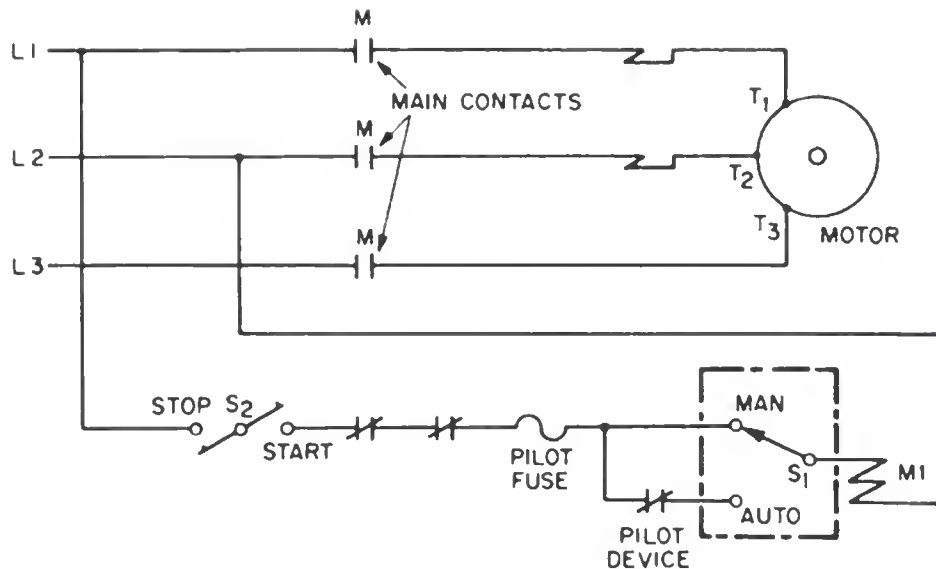 M
L1
MAIN CONTACTS
T1
M
L2
T2
T3
M
MOTOR
L3
STOP S2
START
PILOT
FUSE
MAN
S1
M1
AUTO
PILOT
DEVICE